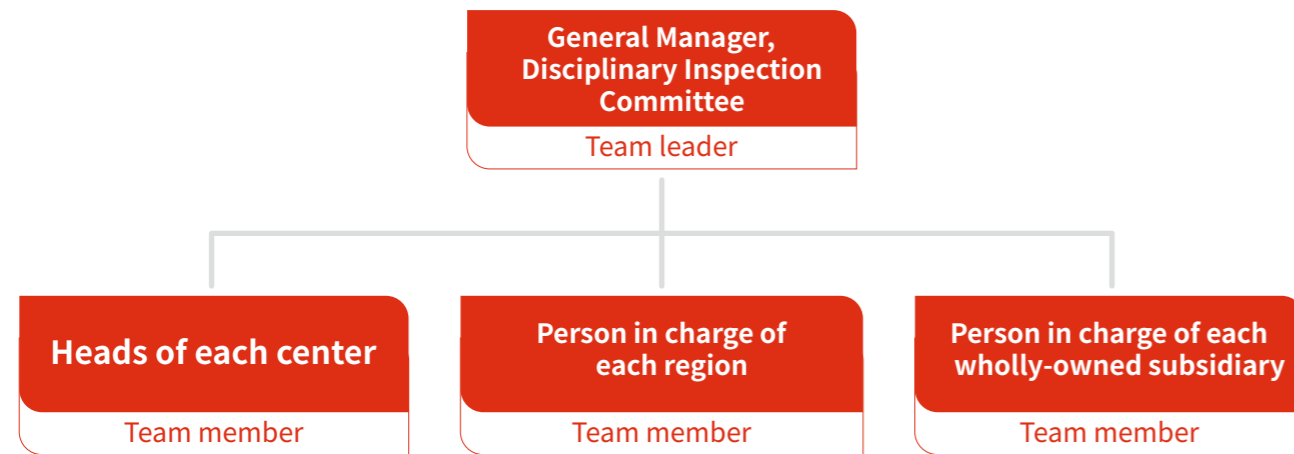 General Manager,
Disciplinary Inspection
Committee
Team leader
Heads of each center
Team member
Person in charge of
each region
Team member
Person in charge of each
wholly-owned subsidiary
Team member